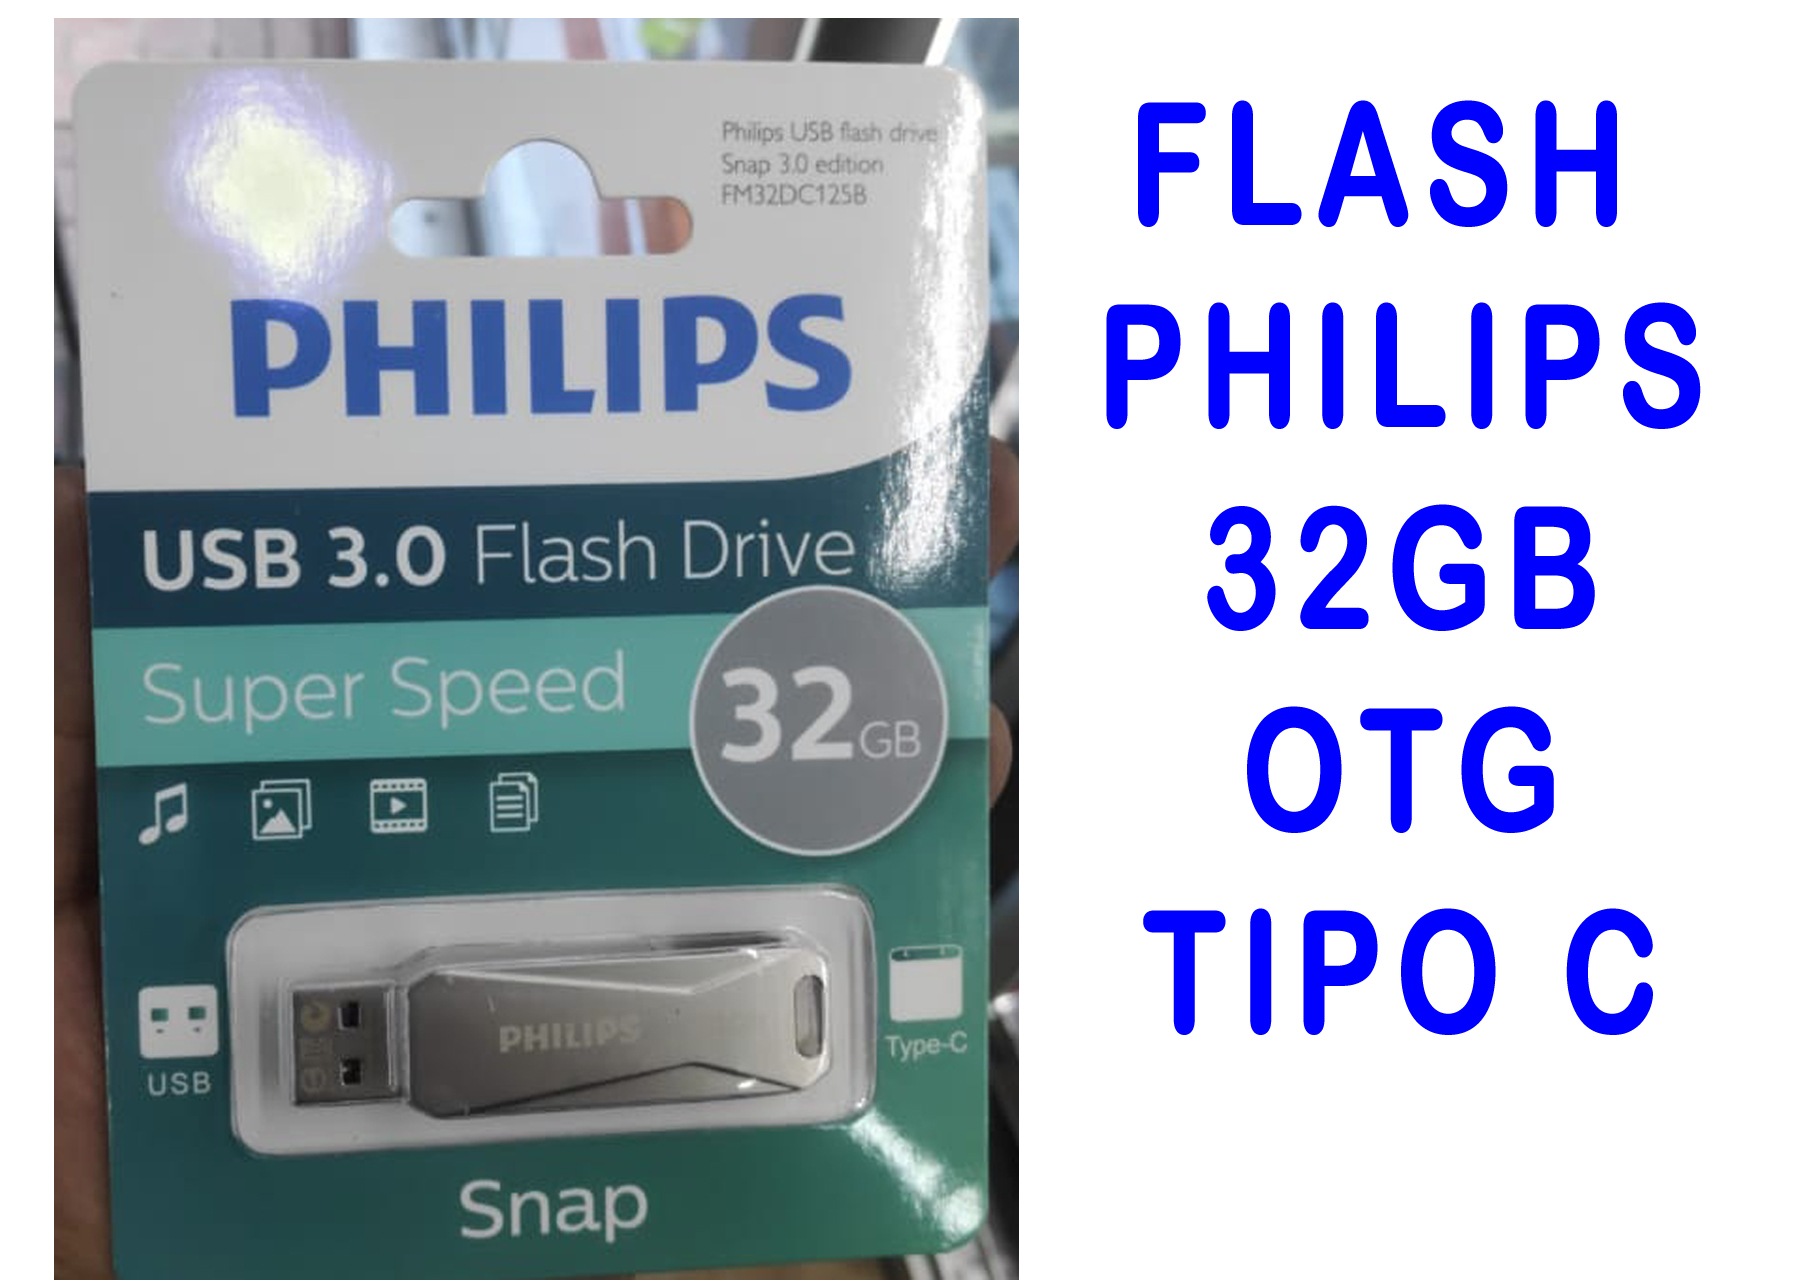 Philips USB flash drive
Snap 3.0 edition
FM32DC125B
PHILIPS
USB 3.0 Flash Drive
Super Speed
32GB
PHILIPS
USB
Type-C
Snap
FLASH
PHILIPS
32GB
OTG
TIPO C